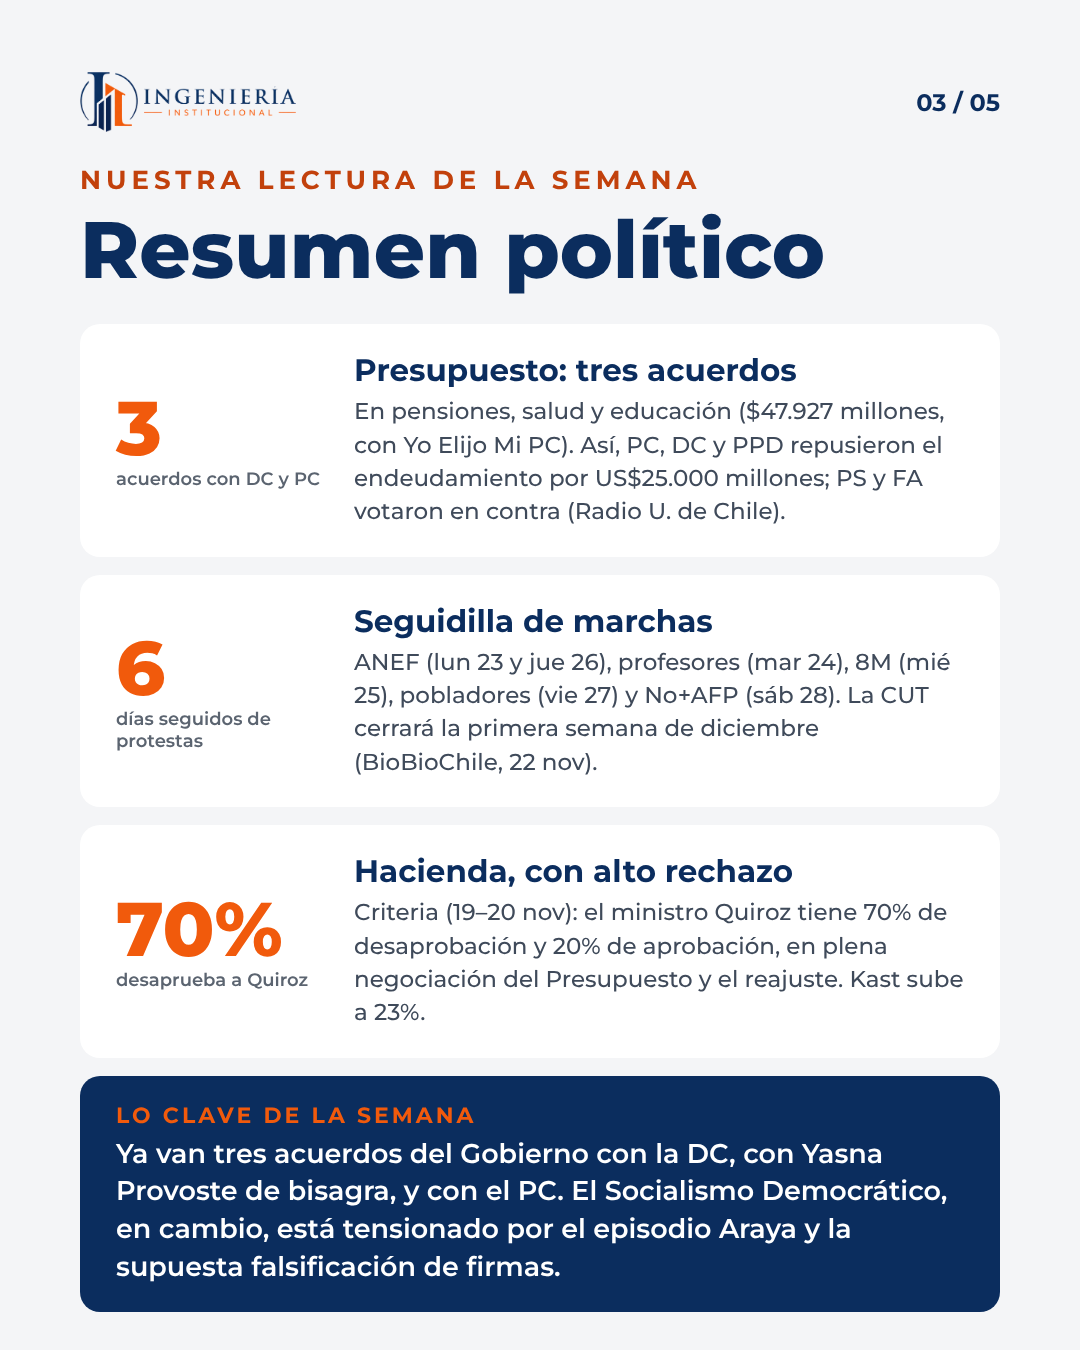 INGENIERIA
INSTITUCIONAL
03 / 05
NUESTRA LECTURA DE LA SEMANA
Resumen político
3
acuerdos con DC y PC
Presupuesto: tres acuerdos
En pensiones, salud y educación ($47.927 millones,
con Yo Elijo Mi PC). Así, PC, DC y PPD repusieron el
endeudamiento por US$25.000 millones; PS y FA
votaron en contra (Radio U. de Chile).
6
días seguidos de
protestas
Seguidilla de marchas
ANEF (lun 23 y jue 26), profesores (mar 24), 8M (mié
25), pobladores (vie 27) y No+AFP (sáb 28). La CUT
cerrará la primera semana de diciembre
(BioBioChile, 22 nov).
70%
desaprueba a Quiroz
Hacienda, con alto rechazo
Criteria (19–20 nov): el ministro Quiroz tiene 70% de
desaprobación y 20% de aprobación, en plena
negociación del Presupuesto y el reajuste. Kast sube
a 23%.
LO CLAVE DE LA SEMANA
Ya van tres acuerdos del Gobierno con la DC, con Yasna
Provoste de bisagra, y con el PC. El Socialismo Democrático,
en cambio, está tensionado por el episodio Araya y la
supuesta falsificación de firmas.